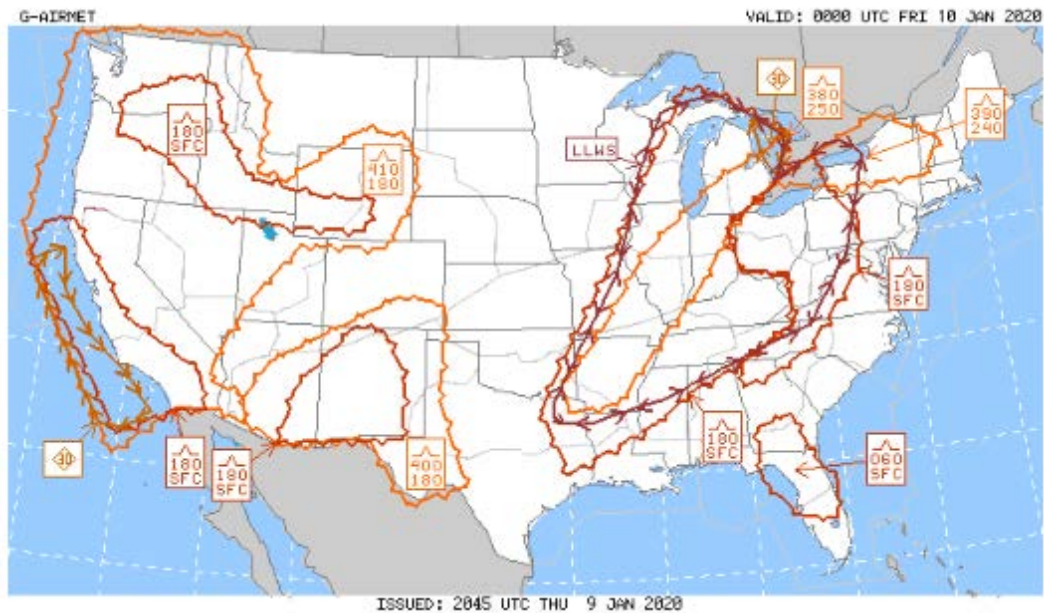 G-AIRMET
VALID: 0000 UTC FRI 10 JAN 2020
30
380
250
390
240
180
SFC
LLWS
410
180
180
SFC
30
180
SFC
180
SFC
400
180
180
SFC
060
SFC
ISSUED: 2045 UTC THU 9 JAN 2020